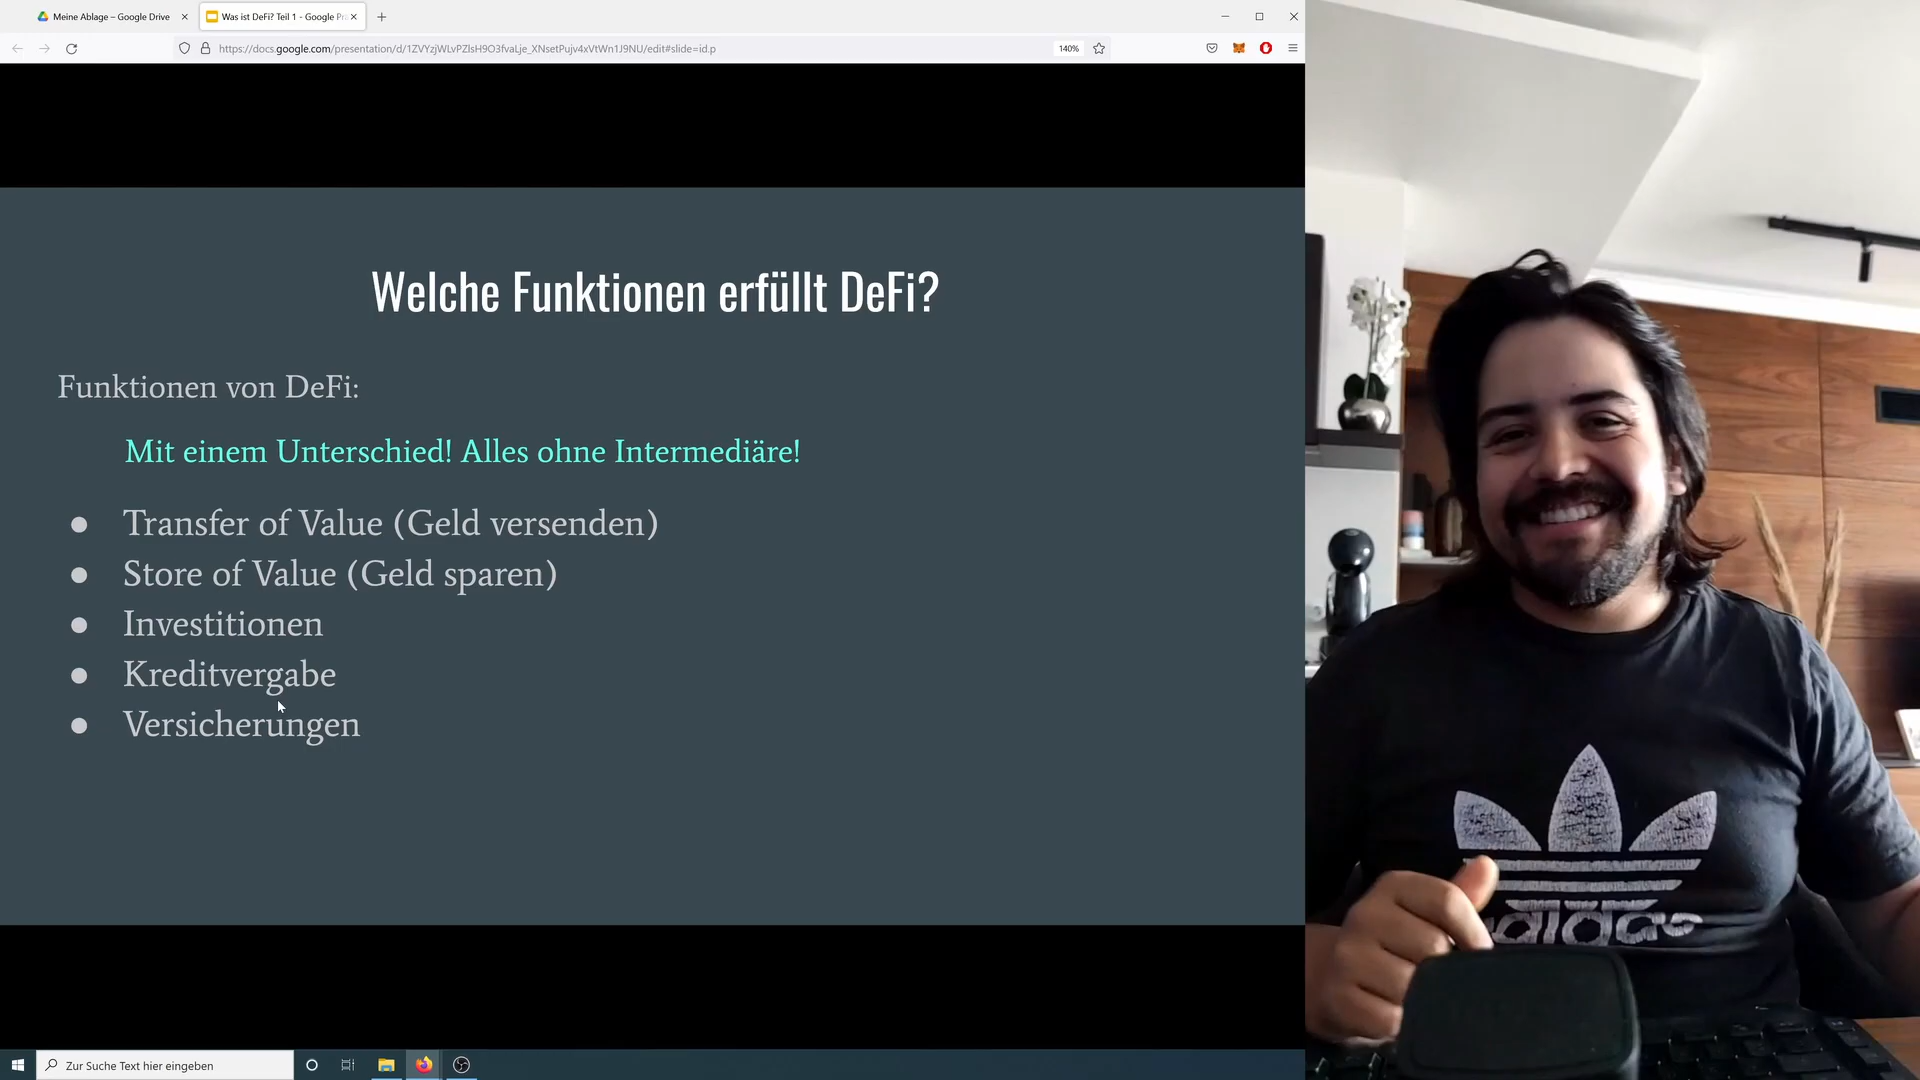 Meine Ablage – Google Drive
Was ist DeFi? Teil 1 - Google Pr
https://docs.google.com/presentation/d/1ZVYzjWLvPZlsH9O3fvaLje_XNsetPujv4xVtWn1J9NU/edit#slide=id.p
140%
Welche Funktionen erfüllt DeFi?
Funktionen von DeFi:
Mit einem Unterschied! Alles ohne Intermediäre!
● Transfer of Value (Geld versenden)
● Store of Value (Geld sparen)
● Investitionen
● Kreditvergabe
● Versicherungen
adidas
Zur Suche Text hier eingeben